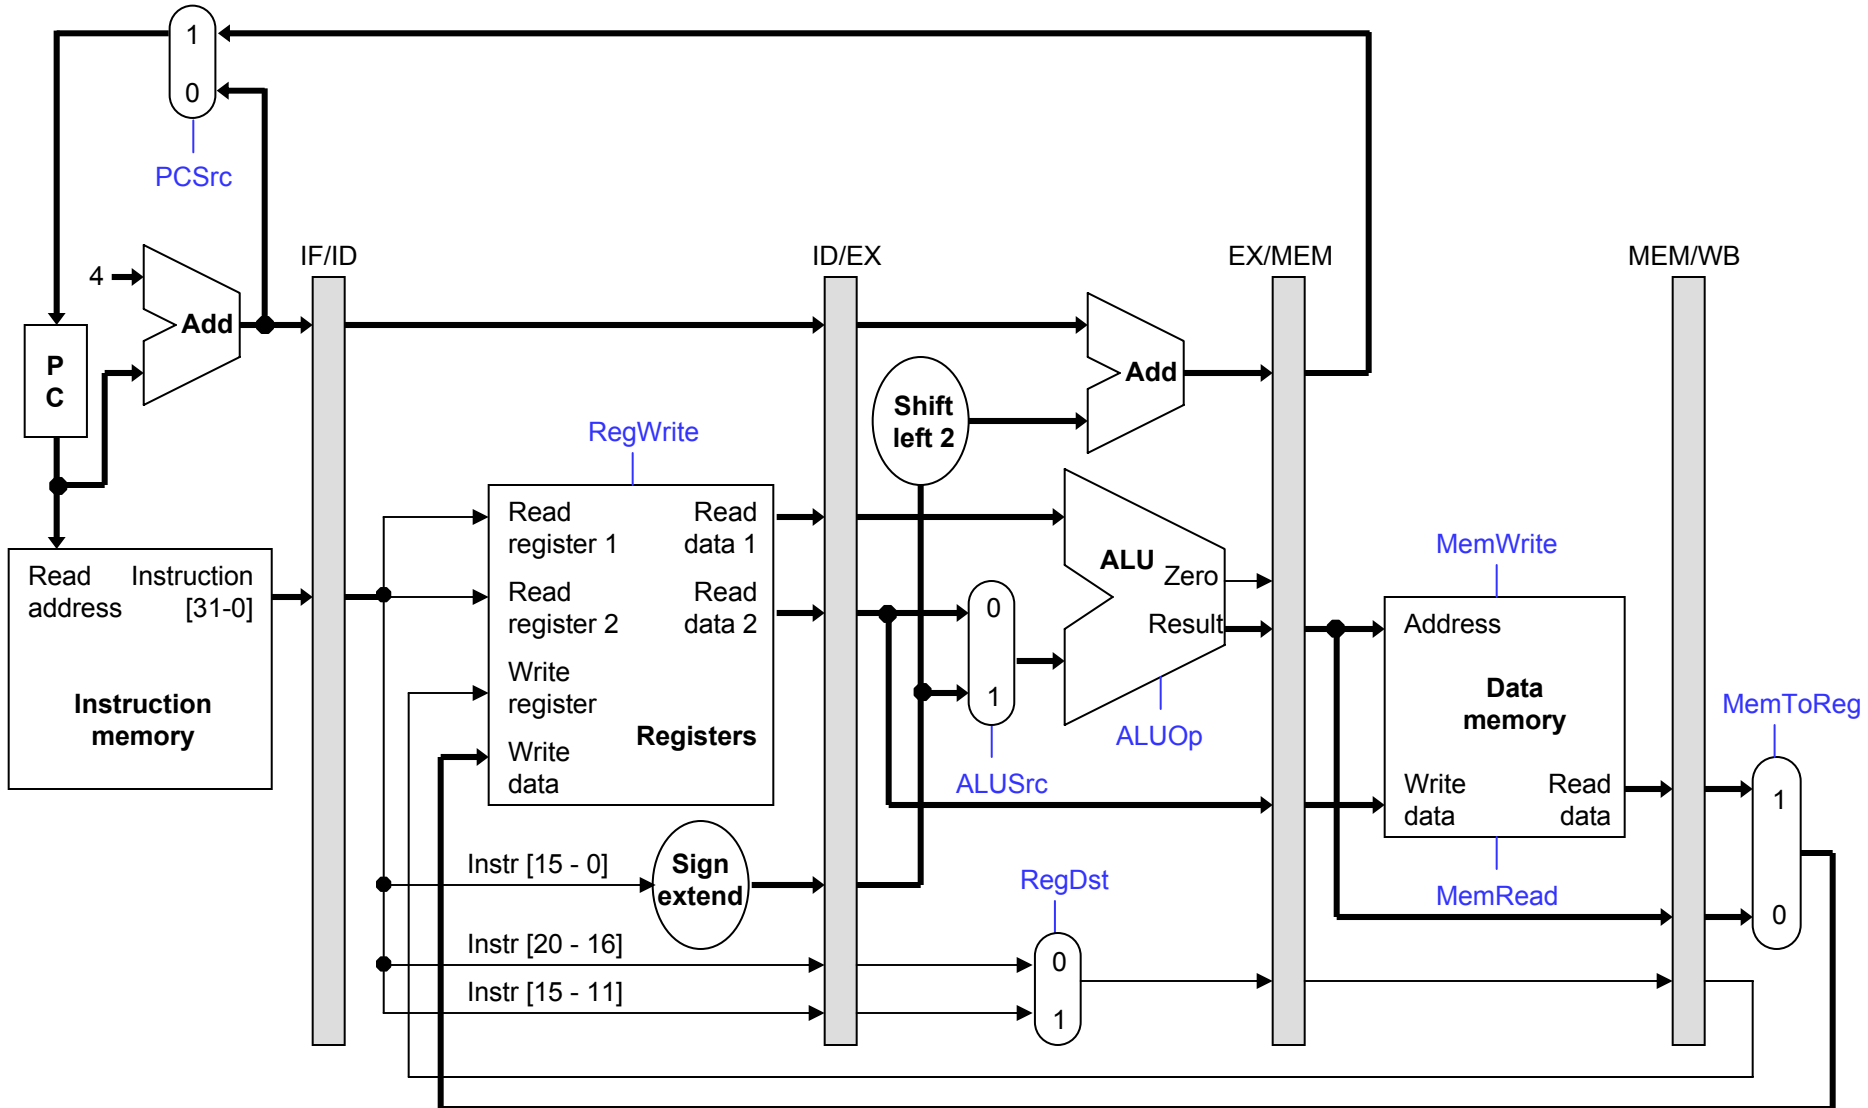 1
0
PCSrc
IF/ID
ID/EX
EX/MEM
MEM/WB
4
Add
P
C
Add
Shift
left 2
RegWrite
Read
register 1
Read
data 1
Read
register 2
Read
data 2
Write
register
Write
data
Registers
Read
address
Instruction
[31-0]
Instruction
memory
ALU
Zero
Result
0
1
ALUSrc
ALUOp
MemWrite
Address
Data
memory
Write
data
Read
data
MemRead
MemToReg
1
0
Instr [15 - 0]
Sign
extend
RegDst
Instr [20 - 16]
0
Instr [15 - 11]
1